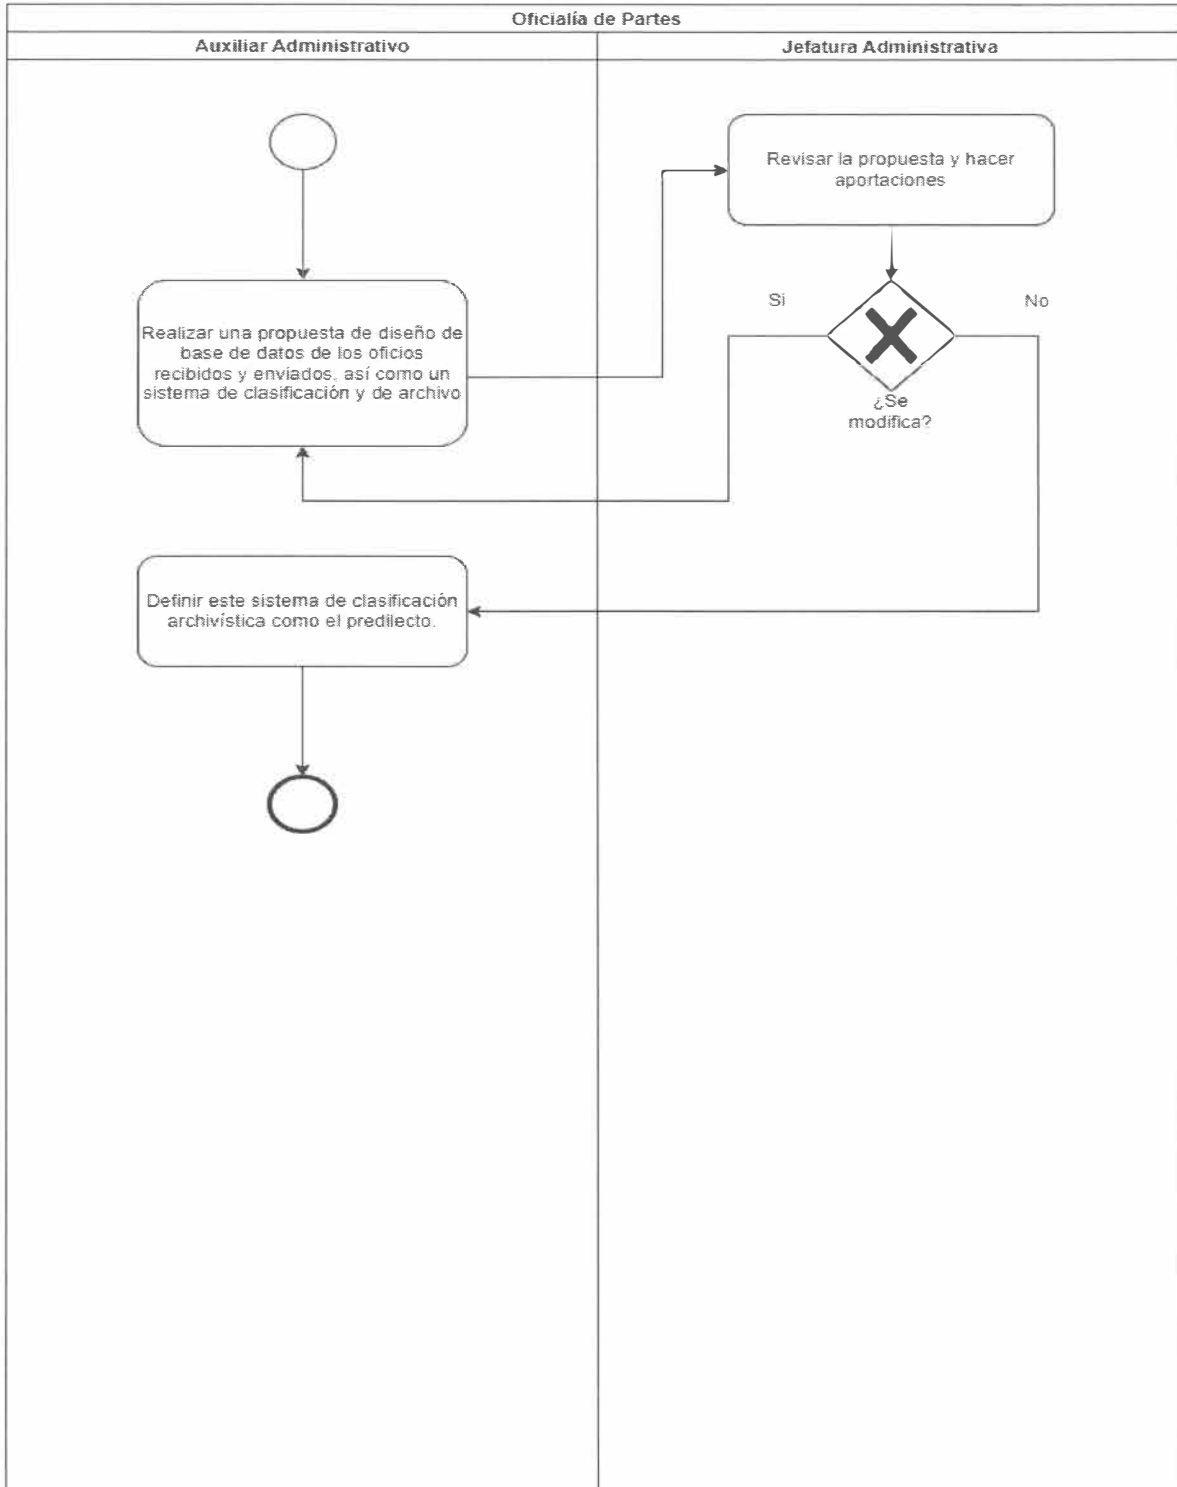 Oficialía de Partes
Auxiliar Administrativo
Jefatura Administrativa
Revisar la propuesta y hacer
aportaciones
Realizar una propuesta de diseño de
base de datos de los oficios
recibidos y enviados, así como un
sistema de clasificación y de archivo
Si
No
¿Se
modifica?
Definir este sistema de clasificación
archivística como el predilecto.